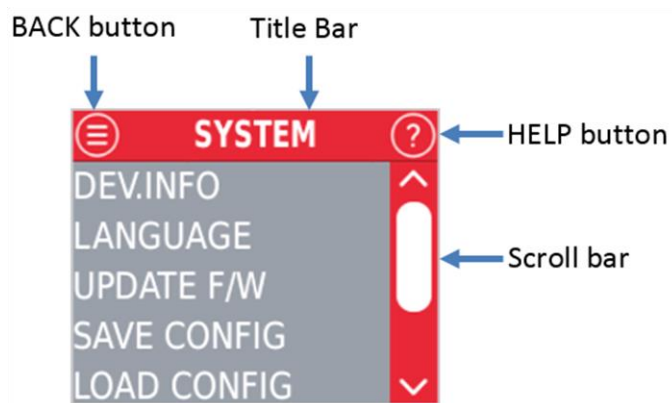 BACK button
Title Bar
SYSTEM
?
HELP button
DEV.INFO
LANGUAGE
Scroll bar
UPDATE F/W
SAVE CONFIG
LOAD CONFIG